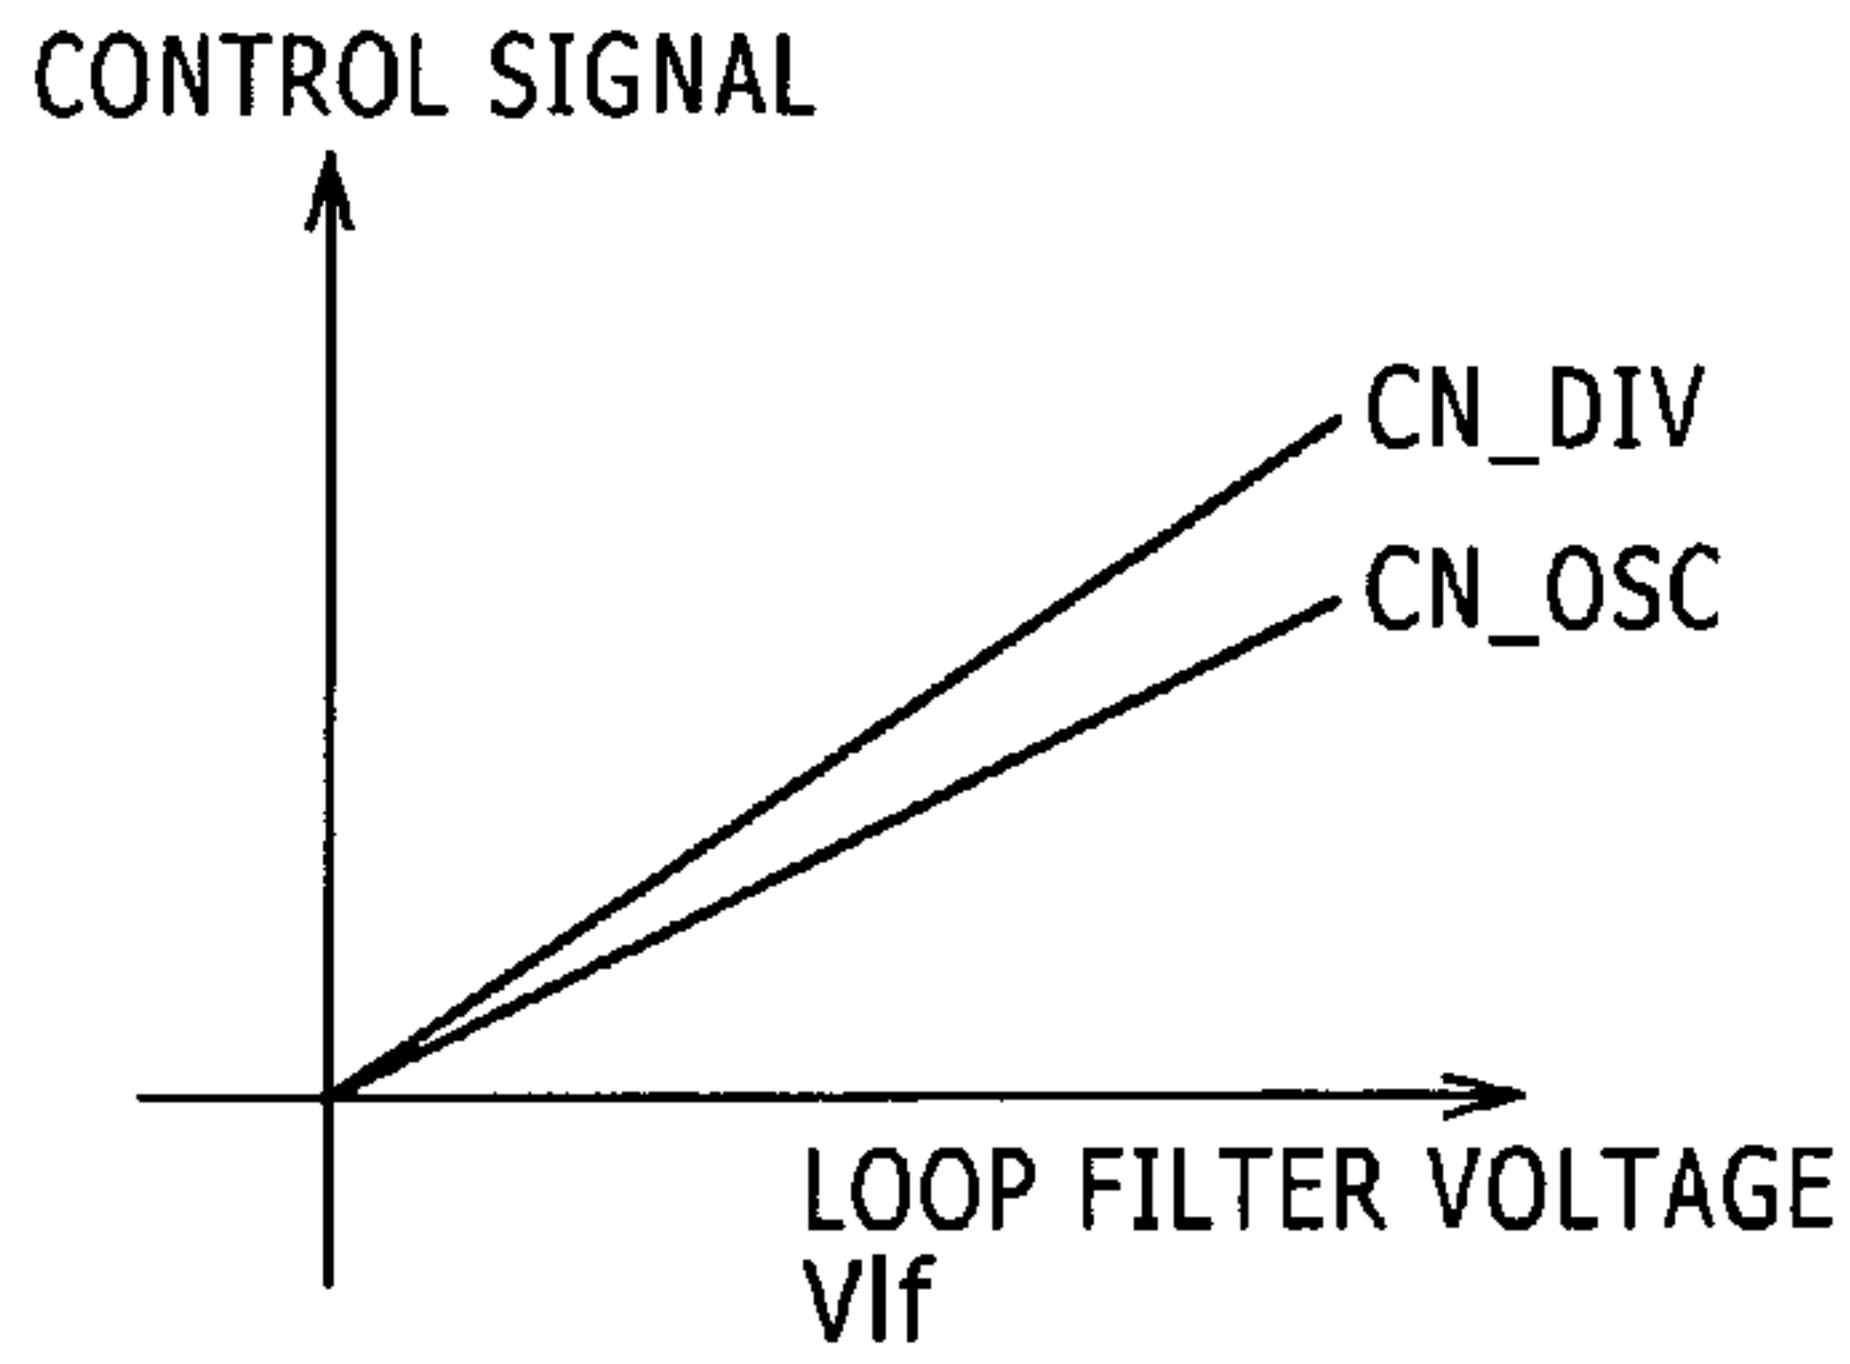 CONTROL SIGNAL
CN_DIV
CN_OSC
LOOP FILTER VOLTAGE
Vlf